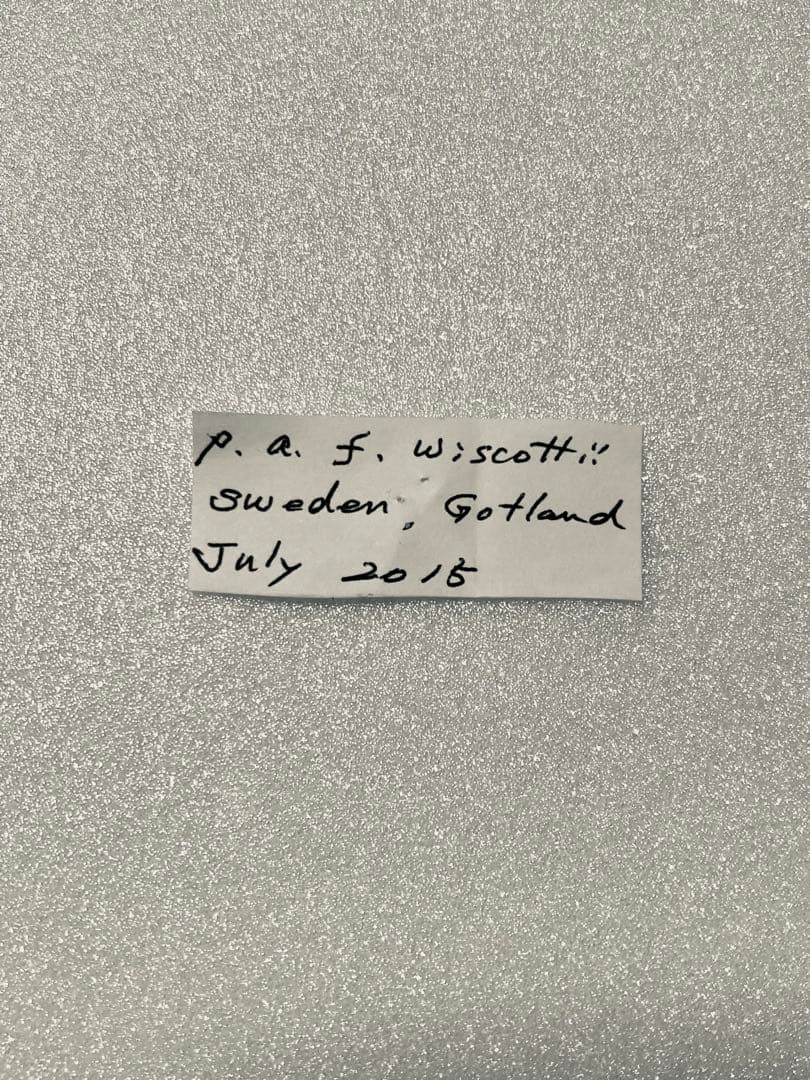 p. a. f. wiscottii
sweden, Gotland
July 2015